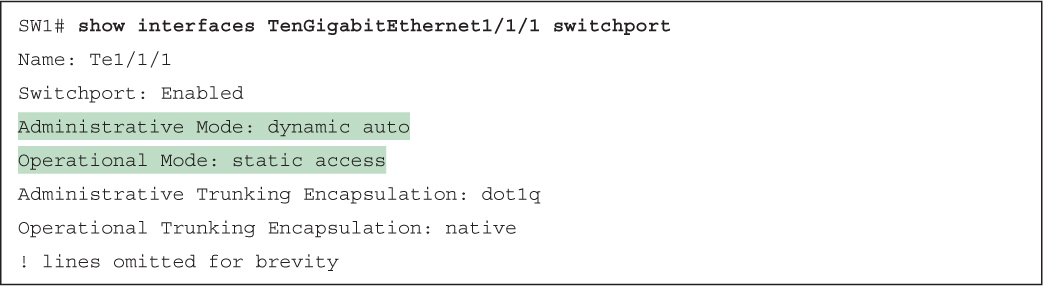 SW1# show interfaces TenGigabitEthernet1/1/1 switchport
Name: Te1/1/1
Switchport: Enabled
Administrative Mode: dynamic auto
Operational Mode: static access
Administrative Trunking Encapsulation: dot1q
Operational Trunking Encapsulation: native
! lines omitted for brevity